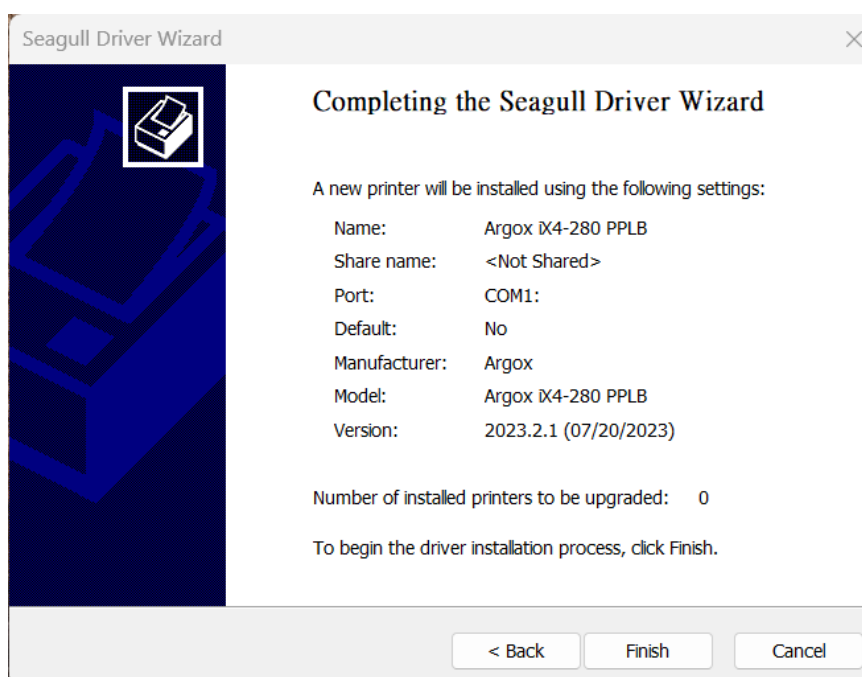 Seagull Driver Wizard
Completing the Seagull Driver Wizard
A new printer will be installed using the following settings:
Name: Argox iX4-280 PPLB
Share name: <Not Shared>
Port: COM1:
Default: No
Manufacturer: Argox
Model: Argox iX4-280 PPLB
Version: 2023.2.1 (07/20/2023)
Number of installed printers to be upgraded: 0
To begin the driver installation process, click Finish.
< Back Finish Cancel